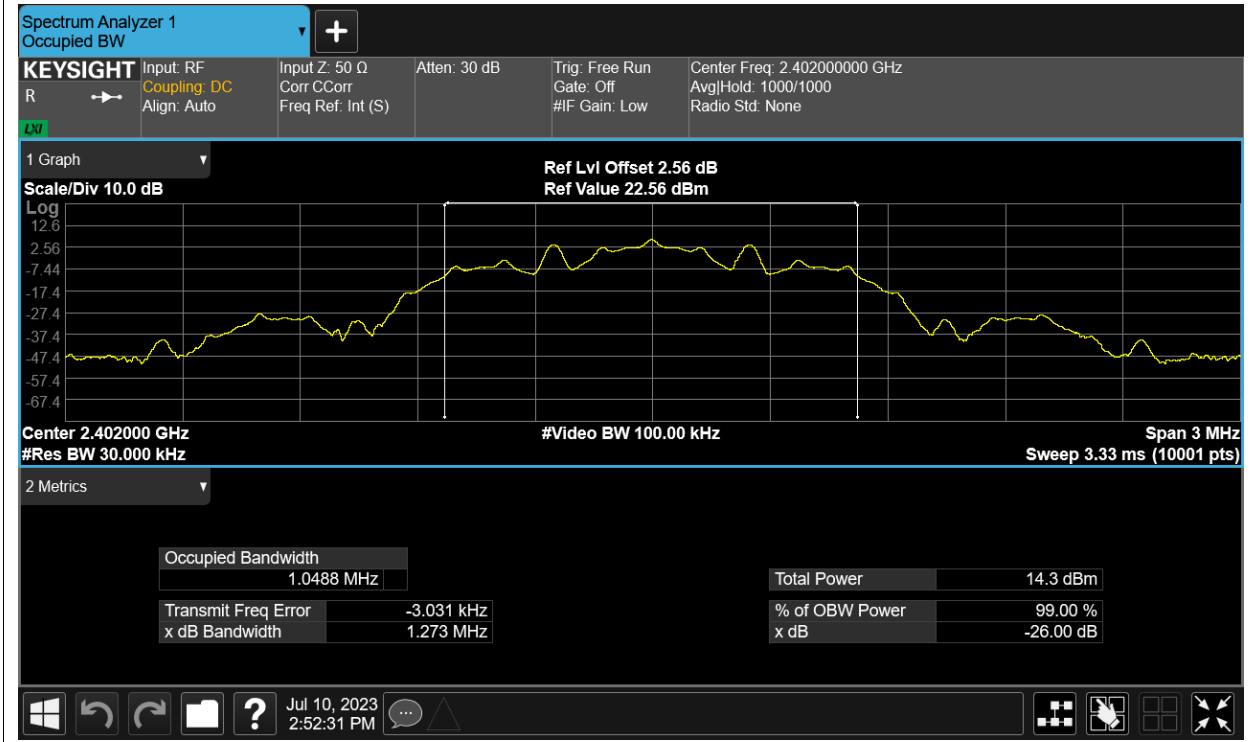 Spectrum Analyzer 1
Occupied BW
KEYSIGHT
R
LXI
Input: RF
Coupling: DC
Align: Auto
Input Z: 50 Ω
Corr CCorr
Freq Ref: Int (S)
Atten: 30 dB
Trig: Free Run
Gate: Off
#IF Gain: Low
Center Freq: 2.402000000 GHz
Avg|Hold: 1000/1000
Radio Std: None
1 Graph
Scale/Div 10.0 dB
Ref Lvl Offset 2.56 dB
Ref Value 22.56 dBm
Log
12.6
2.56
-7.44
-17.4
-27.4
-37.4
-47.4
-57.4
-67.4
Center 2.402000 GHz
#Res BW 30.000 kHz
#Video BW 100.00 kHz
Span 3 MHz
Sweep 3.33 ms (10001 pts)
2 Metrics
Occupied Bandwidth
1.0488 MHz
Transmit Freq Error -3.031 kHz
x dB Bandwidth 1.273 MHz
Total Power 14.3 dBm
% of OBW Power 99.00 %
x dB -26.00 dB
?
Jul 10, 2023
2:52:31 PM